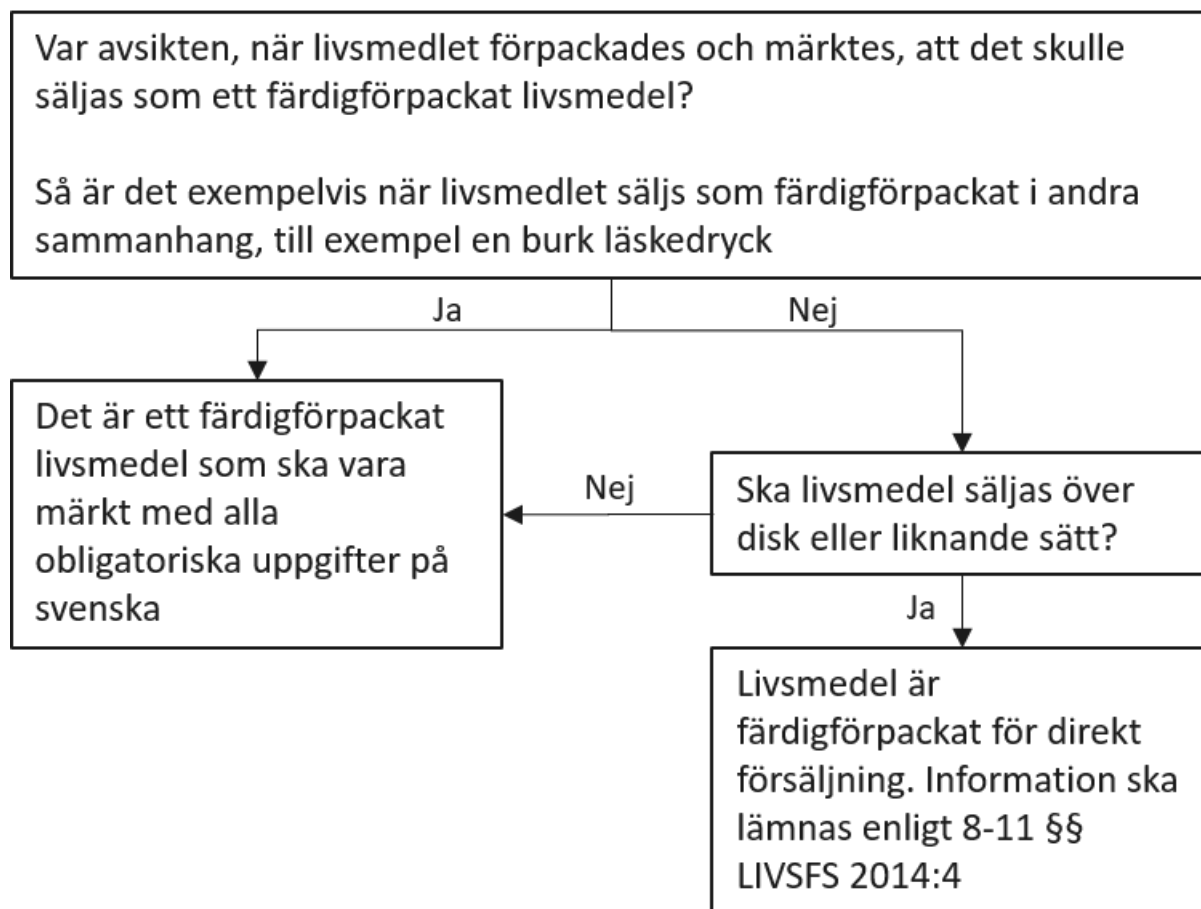 Var avsikten, när livsmedlet förpackades och märktes, att det skulle
säljas som ett färdigförpackat livsmedel?
Så är det exempelvis när livsmedlet säljs som färdigförpackat i andra
sammanhang, till exempel en burk läskedryck
Ja
Nej
Det är ett färdigförpackat
livsmedel som ska vara
märkt med alla
obligatoriska uppgifter på
svenska
Nej
Ska livsmedel säljas över
disk eller liknande sätt?
Ja
Livsmedel är
färdigförpackat för direkt
försäljning. Information ska
lämnas enligt 8-11 §§
LIVSFS 2014:4